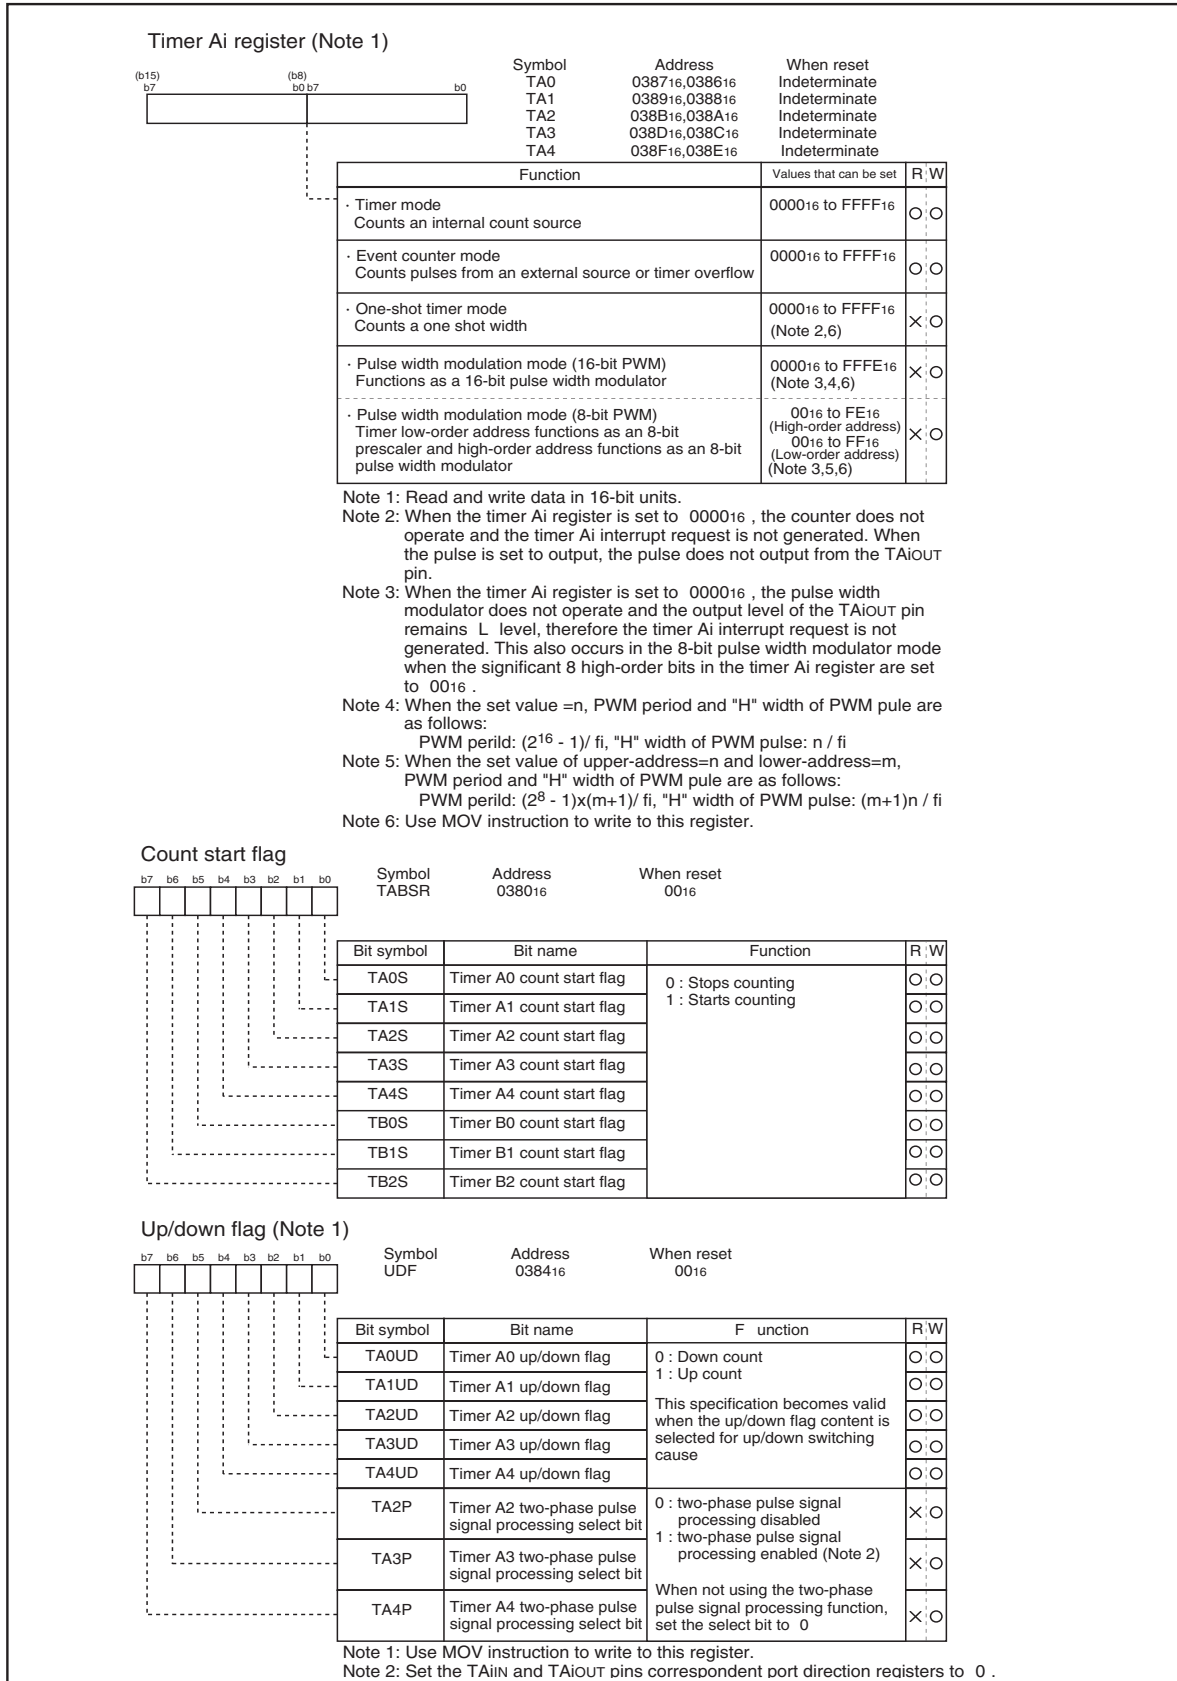 Timer Ai register (Note 1)
Symbol Address When reset
(b15) (b8)
b7 b0 b7 b0
TA0 038716,038616 Indeterminate
TA1 038916,038816 Indeterminate
TA2 038B16,038A16 Indeterminate
TA3 038D16,038C16 Indeterminate
TA4 038F16,038E16 Indeterminate
Function Values that can be set R W
· Timer mode 000016 to FFFF16
Counts an internal count source
· Event counter mode 000016 to FFFF16
Counts pulses from an external source or timer overflow
· One-shot timer mode 000016 to FFFF16
Counts a one shot width (Note 2,6)
· Pulse width modulation mode (16-bit PWM) 000016 to FFFE16
Functions as a 16-bit pulse width modulator (Note 3,4,6)
· Pulse width modulation mode (8-bit PWM) 0016 to FE16
(High-order address)
Timer low-order address functions as an 8-bit 0016 to FF16
prescaler and high-order address functions as an 8-bit (Low-order address)
pulse width modulator (Note 3,5,6)
Note 1: Read and write data in 16-bit units.
Note 2: When the timer Ai register is set to 000016 , the counter does not
operate and the timer Ai interrupt request is not generated. When
the pulse is set to output, the pulse does not output from the TAiOUT
pin.
Note 3: When the timer Ai register is set to 000016 , the pulse width
modulator does not operate and the output level of the TAiOUT pin
remains L level, therefore the timer Ai interrupt request is not
generated. This also occurs in the 8-bit pulse width modulator mode
when the significant 8 high-order bits in the timer Ai register are set
to 0016 .
Note 4: When the set value =n, PWM period and "H" width of PWM pule are
as follows:
PWM perild: (2^16 - 1)/ fi, "H" width of PWM pulse: n / fi
Note 5: When the set value of upper-address=n and lower-address=m,
PWM period and "H" width of PWM pule are as follows:
PWM perild: (2^8 - 1)x(m+1)/ fi, "H" width of PWM pulse: (m+1)n / fi
Note 6: Use MOV instruction to write to this register.
Count start flag
Symbol Address When reset
b7 b6 b5 b4 b3 b2 b1 b0
TABSR 038016 0016
Bit symbol Bit name Function R W
TA0S Timer A0 count start flag 0 : Stops counting
TA1S Timer A1 count start flag 1 : Starts counting
TA2S Timer A2 count start flag
TA3S Timer A3 count start flag
TA4S Timer A4 count start flag
TB0S Timer B0 count start flag
TB1S Timer B1 count start flag
TB2S Timer B2 count start flag
Up/down flag (Note 1)
Symbol Address When reset
b7 b6 b5 b4 b3 b2 b1 b0
UDF 038416 0016
Bit symbol Bit name F unction R W
TA0UD Timer A0 up/down flag 0 : Down count
1 : Up count
TA1UD Timer A1 up/down flag
This specification becomes valid
TA2UD Timer A2 up/down flag when the up/down flag content is
selected for up/down switching
TA3UD Timer A3 up/down flag cause
TA4UD Timer A4 up/down flag
TA2P Timer A2 two-phase pulse 0 : two-phase pulse signal
signal processing select bit processing disabled
1 : two-phase pulse signal
TA3P Timer A3 two-phase pulse processing enabled (Note 2)
signal processing select bit
When not using the two-phase
TA4P Timer A4 two-phase pulse pulse signal processing function,
signal processing select bit set the select bit to 0
Note 1: Use MOV instruction to write to this register.
Note 2: Set the TAiIN and TAiOUT pins correspondent port direction registers to 0 .